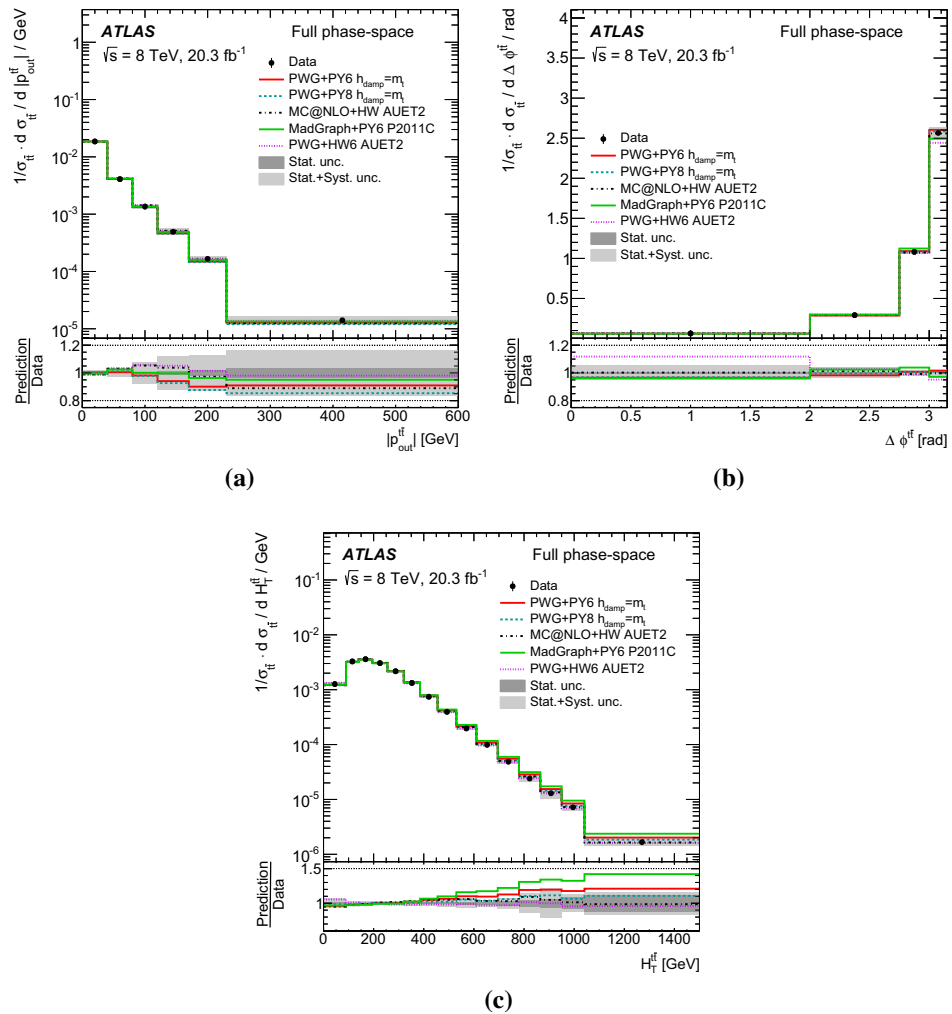 ATLAS Full phase-space
√s = 8 TeV, 20.3 fb⁻¹
Data
PWG+PY6 h_damp=m_t
PWG+PY8 h_damp=m_t
MC@NLO+HW AUET2
MadGraph+PY6 P2011C
PWG+HW6 AUET2
Stat. unc.
Stat.+Syst. unc.
1/σ_tt̄ · d σ_tt̄ / d |p_out^tt̄| / GeV
1
10⁻¹
10⁻²
10⁻³
10⁻⁴
10⁻⁵
Prediction
Data
1.2
1
0.8
0 100 200 300 400 500 600
|p_out^tt̄| [GeV]
(a)
ATLAS Full phase-space
√s = 8 TeV, 20.3 fb⁻¹
Data
PWG+PY6 h_damp=m_t
PWG+PY8 h_damp=m_t
MC@NLO+HW AUET2
MadGraph+PY6 P2011C
PWG+HW6 AUET2
Stat. unc.
Stat.+Syst. unc.
1/σ_tt̄ · d σ_tt̄ / d Δ φ^tt̄ / rad
4
3.5
3
2.5
2
1.5
1
0.5
Prediction
Data
1.2
1
0.8
0 0.5 1 1.5 2 2.5 3
Δ φ^tt̄ [rad]
(b)
ATLAS Full phase-space
√s = 8 TeV, 20.3 fb⁻¹
Data
PWG+PY6 h_damp=m_t
PWG+PY8 h_damp=m_t
MC@NLO+HW AUET2
MadGraph+PY6 P2011C
PWG+HW6 AUET2
Stat. unc.
Stat.+Syst. unc.
1/σ_tt̄ · d σ_tt̄ / d H_T^tt̄ / GeV
10⁻¹
10⁻²
10⁻³
10⁻⁴
10⁻⁵
10⁻⁶
Prediction
Data
1.5
1
0 200 400 600 800 1000 1200 1400
H_T^tt̄ [GeV]
(c)